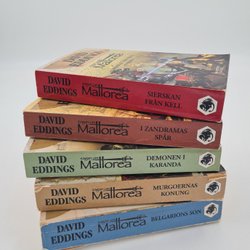 DAVID
EDDINGS
Mallorea
SIERSKAN
FRÅN KELL
DAVID
EDDINGS
Mallorea
I ZANDRAMAS
SPÅR
DAVID
EDDINGS
Mallorea
DEMONEN I
KARANDA
DAVID
EDDINGS
Mallorea
MURGOERNAS
KONUNG
DAVID
EDDINGS
Mallorea
BELGARIONS SON